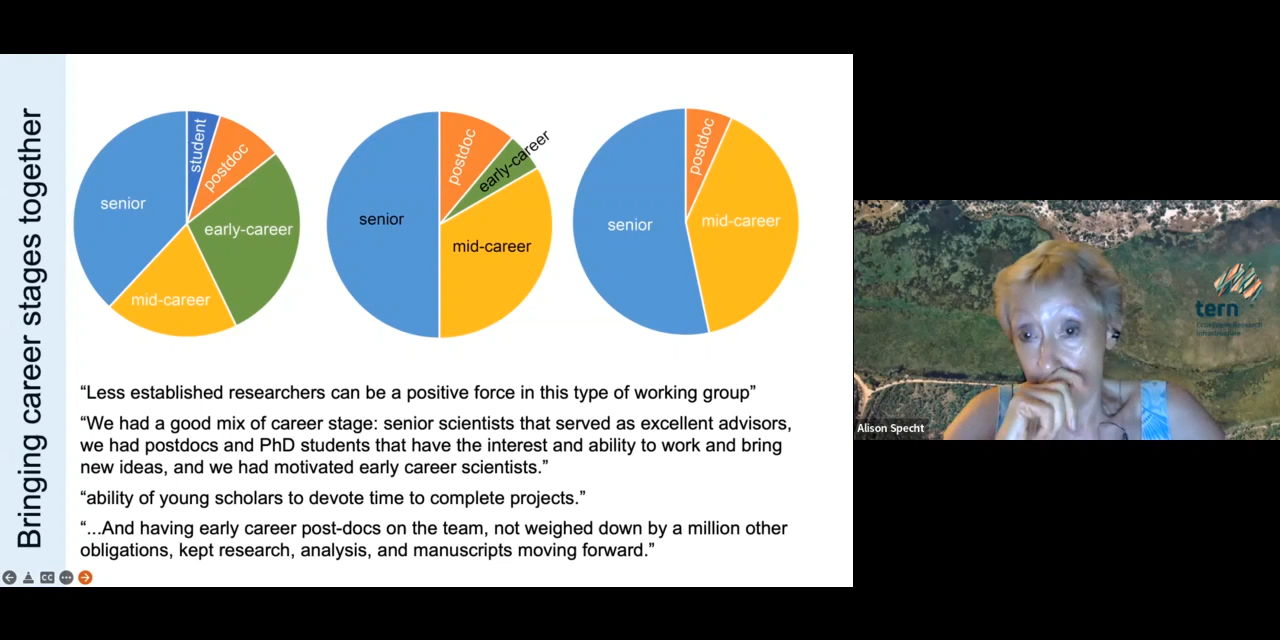 Bringing career stages together
student
postdoc
senior
early-career
mid-career
postdoc
early-career
senior
mid-career
postdoc
senior
mid-career
“Less established researchers can be a positive force in this type of working group”
“We had a good mix of career stage: senior scientists that served as excellent advisors,
we had postdocs and PhD students that have the interest and ability to work and bring
new ideas, and we had motivated early career scientists.”
“ability of young scholars to devote time to complete projects.”
“...And having early career post-docs on the team, not weighed down by a million other
obligations, kept research, analysis, and manuscripts moving forward.”
CC
tern
Ecosystem Research
Infrastructure
Alison Specht